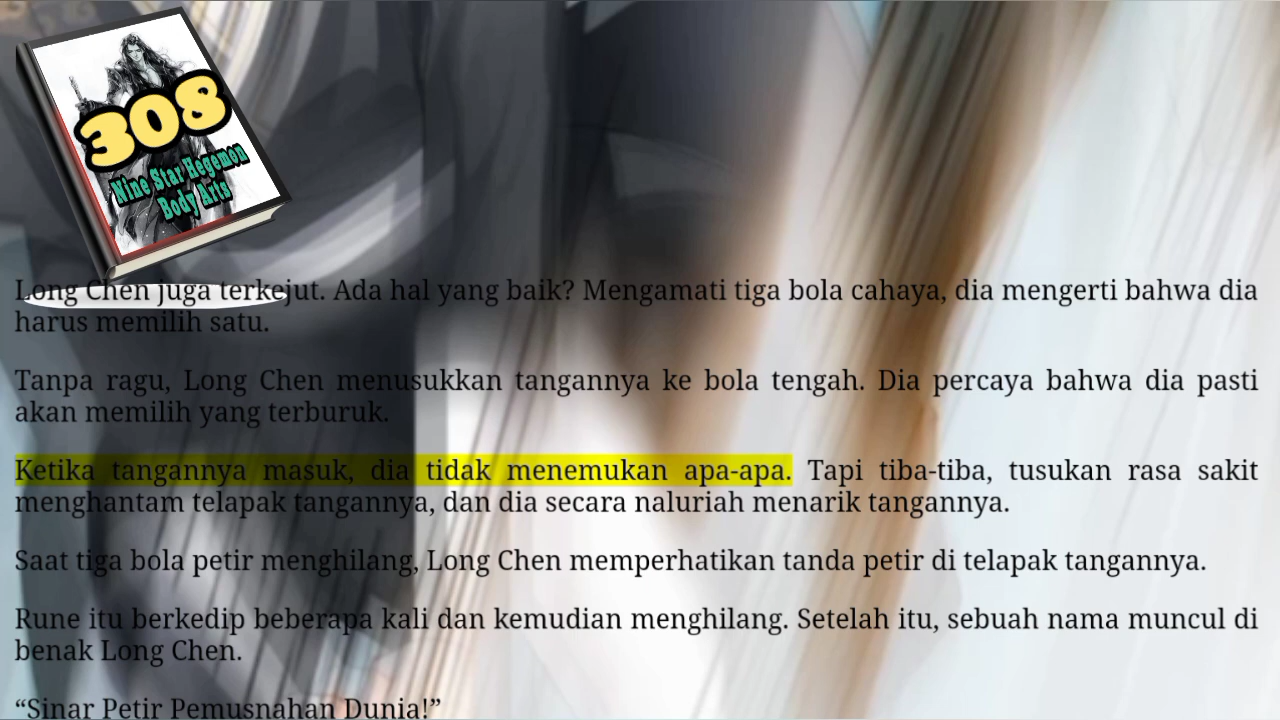 308
Nine Star Hegemon
Body Arts
Long Chen juga terkejut. Ada hal yang baik? Mengamati tiga bola cahaya, dia mengerti bahwa dia
harus memilih satu.
Tanpa ragu, Long Chen menusukkan tangannya ke bola tengah. Dia percaya bahwa dia pasti
akan memilih yang terburuk.
Ketika tangannya masuk, dia tidak menemukan apa-apa. Tapi tiba-tiba, tusukan rasa sakit
menghantam telapak tangannya, dan dia secara naluriah menarik tangannya.
Saat tiga bola petir menghilang, Long Chen memperhatikan tanda petir di telapak tangannya.
Rune itu berkedip beberapa kali dan kemudian menghilang. Setelah itu, sebuah nama muncul di
benak Long Chen.
“Sinar Petir Pemusnahan Dunia!”